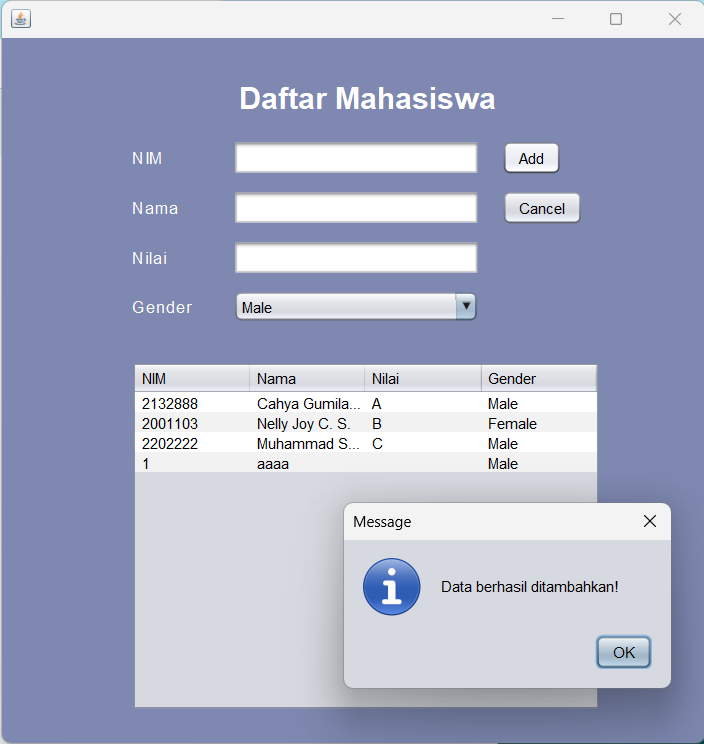 Daftar Mahasiswa
NIM Add
Nama Cancel
Nilai
Gender Male
NIM Nama Nilai Gender
2132888 Cahya Gumila... A Male
2001103 Nelly Joy C. S. B Female
2202222 Muhammad S... C Male
1 aaaa Male
Message
Data berhasil ditambahkan!
OK